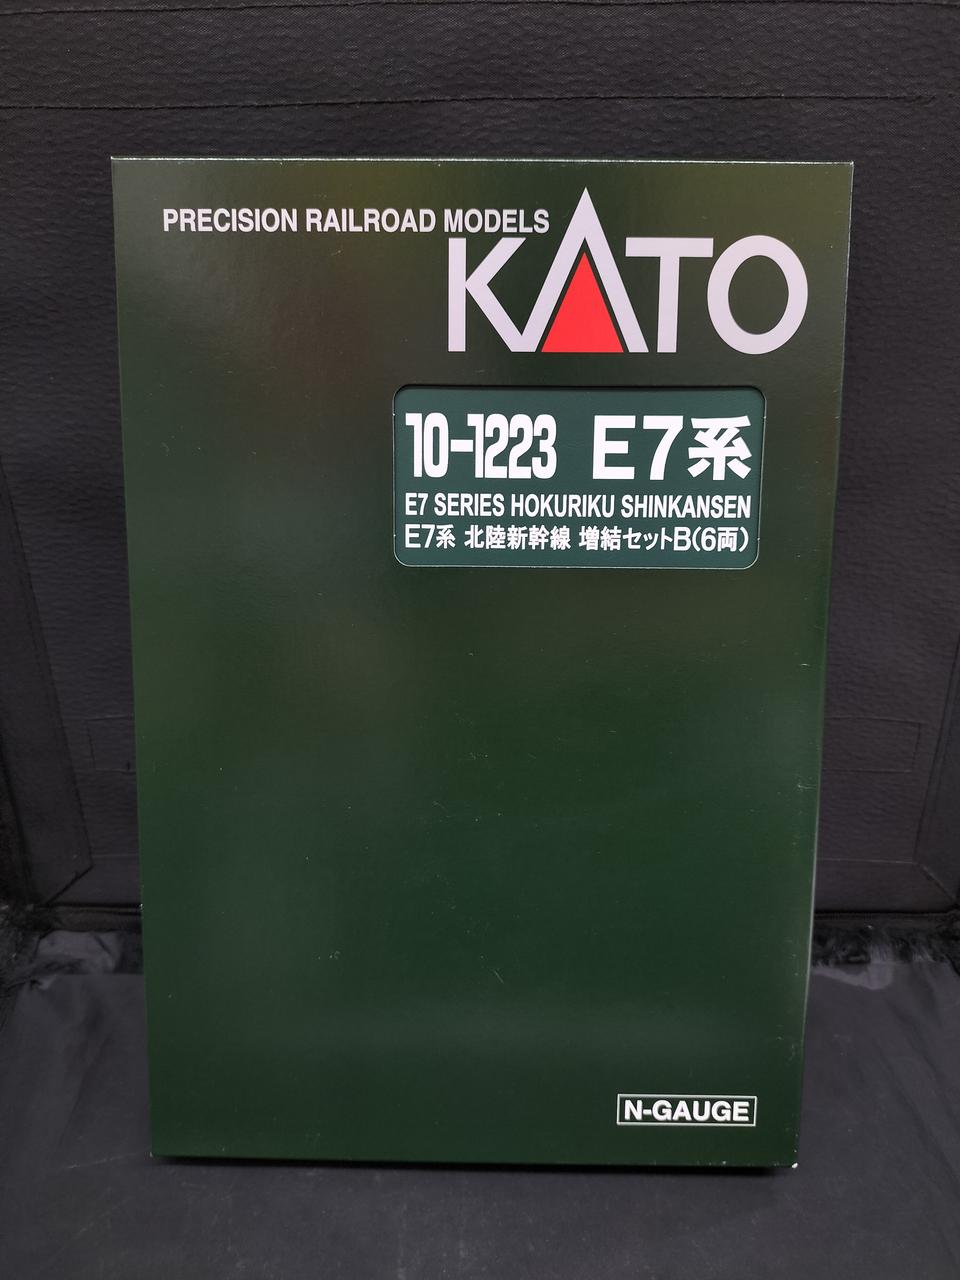 PRECISION RAILROAD MODELS
KATO
10-1223 E7系
E7 SERIES HOKURIKU SHINKANSEN
E7系 北陸新幹線 増結セットB(6両)
N-GAUGE